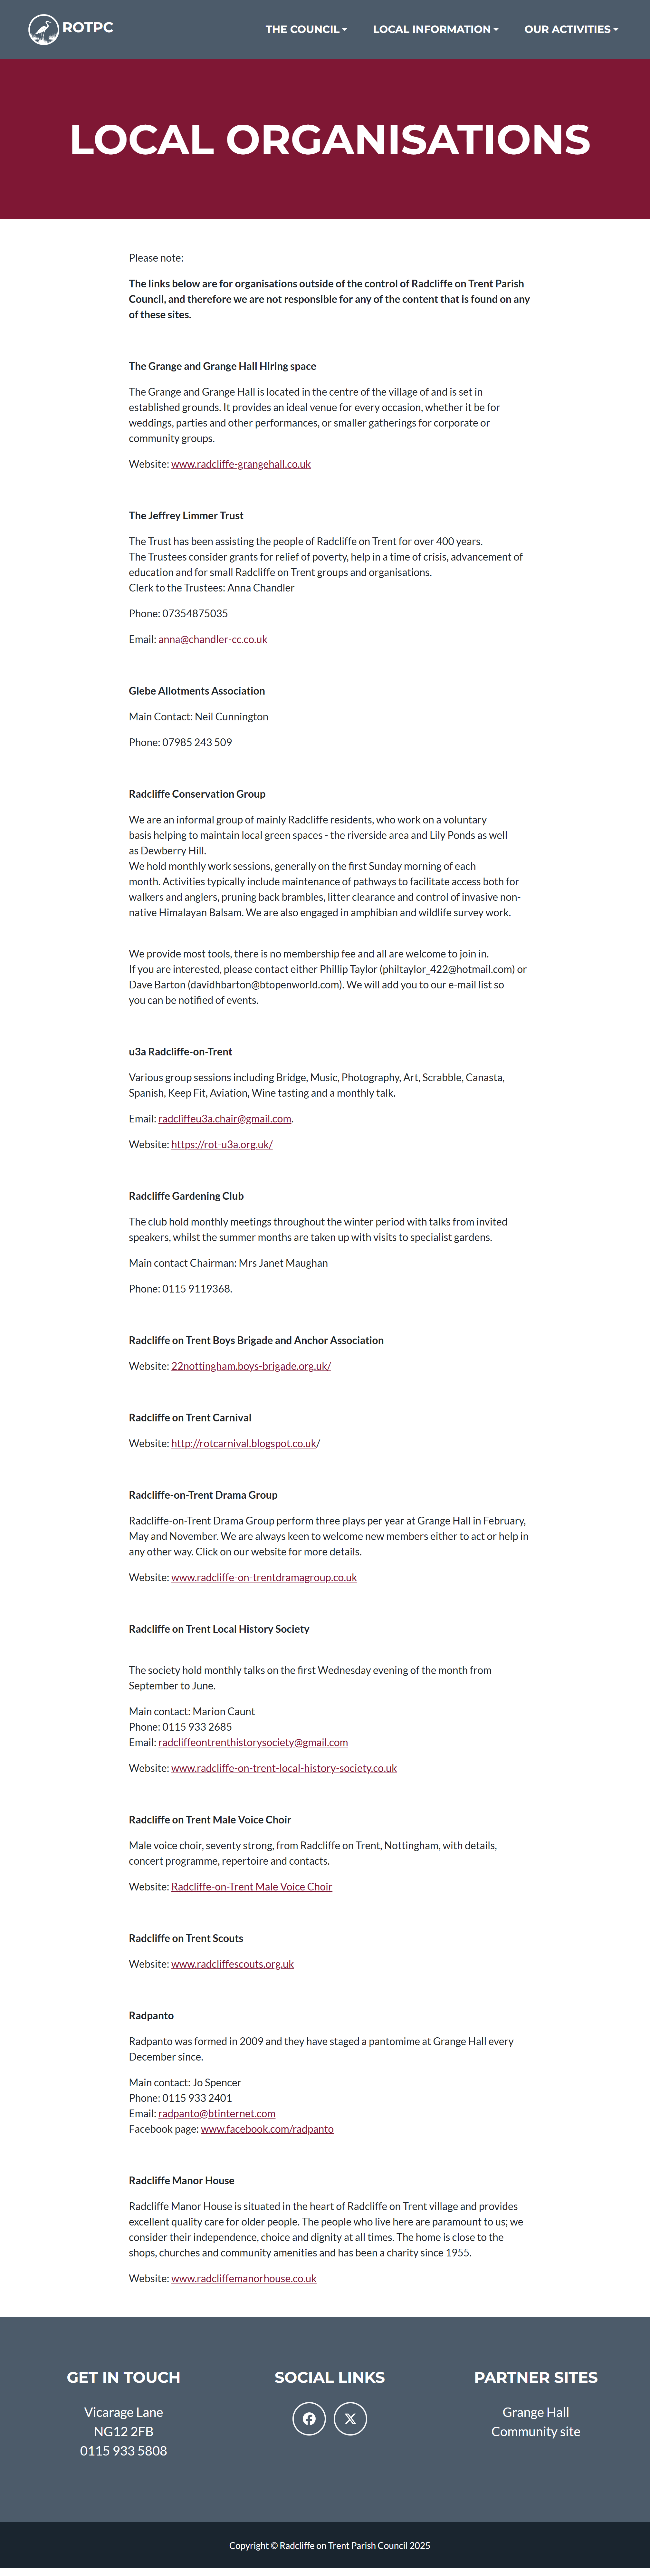 ROTPC
THE COUNCIL
LOCAL INFORMATION
OUR ACTIVITIES
LOCAL ORGANISATIONS
Please note:
The links below are for organisations outside of the control of Radcliffe on Trent Parish
Council, and therefore we are not responsible for any of the content that is found on any
of these sites.
The Grange and Grange Hall Hiring space
The Grange and Grange Hall is located in the centre of the village of and is set in
established grounds. It provides an ideal venue for every occasion, whether it be for
weddings, parties and other performances, or smaller gatherings for corporate or
community groups.
Website: www.radcliffe-grangehall.co.uk
The Jeffrey Limmer Trust
The Trust has been assisting the people of Radcliffe on Trent for over 400 years.
The Trustees consider grants for relief of poverty, help in a time of crisis, advancement of
education and for small Radcliffe on Trent groups and organisations.
Clerk to the Trustees: Anna Chandler
Phone: 07354875035
Email: anna@chandler-cc.co.uk
Glebe Allotments Association
Main Contact: Neil Cunnington
Phone: 07985 243 509
Radcliffe Conservation Group
We are an informal group of mainly Radcliffe residents, who work on a voluntary
basis helping to maintain local green spaces - the riverside area and Lily Ponds as well
as Dewberry Hill.
We hold monthly work sessions, generally on the first Sunday morning of each
month. Activities typically include maintenance of pathways to facilitate access both for
walkers and anglers, pruning back brambles, litter clearance and control of invasive non-
native Himalayan Balsam. We are also engaged in amphibian and wildlife survey work.
We provide most tools, there is no membership fee and all are welcome to join in.
If you are interested, please contact either Phillip Taylor (philtaylor_422@hotmail.com) or
Dave Barton (davidhbarton@btopenworld.com). We will add you to our e-mail list so
you can be notified of events.
u3a Radcliffe-on-Trent
Various group sessions including Bridge, Music, Photography, Art, Scrabble, Canasta,
Spanish, Keep Fit, Aviation, Wine tasting and a monthly talk.
Email: radcliffeu3a.chair@gmail.com.
Website: https://rot-u3a.org.uk/
Radcliffe Gardening Club
The club hold monthly meetings throughout the winter period with talks from invited
speakers, whilst the summer months are taken up with visits to specialist gardens.
Main contact Chairman: Mrs Janet Maughan
Phone: 0115 9119368.
Radcliffe on Trent Boys Brigade and Anchor Association
Website: 22nottingham.boys-brigade.org.uk/
Radcliffe on Trent Carnival
Website: http://rotcarnival.blogspot.co.uk/
Radcliffe-on-Trent Drama Group
Radcliffe-on-Trent Drama Group perform three plays per year at Grange Hall in February,
May and November. We are always keen to welcome new members either to act or help in
any other way. Click on our website for more details.
Website: www.radcliffe-on-trentdramagroup.co.uk
Radcliffe on Trent Local History Society
The society hold monthly talks on the first Wednesday evening of the month from
September to June.
Main contact: Marion Caunt
Phone: 0115 933 2685
Email: radcliffeontrenthistorysociety@gmail.com
Website: www.radcliffe-on-trent-local-history-society.co.uk
Radcliffe on Trent Male Voice Choir
Male voice choir, seventy strong, from Radcliffe on Trent, Nottingham, with details,
concert programme, repertoire and contacts.
Website: Radcliffe-on-Trent Male Voice Choir
Radcliffe on Trent Scouts
Website: www.radcliffescouts.org.uk
Radpanto
Radpanto was formed in 2009 and they have staged a pantomime at Grange Hall every
December since.
Main contact: Jo Spencer
Phone: 0115 933 2401
Email: radpanto@btinternet.com
Facebook page: www.facebook.com/radpanto
Radcliffe Manor House
Radcliffe Manor House is situated in the heart of Radcliffe on Trent village and provides
excellent quality care for older people. The people who live here are paramount to us; we
consider their independence, choice and dignity at all times. The home is close to the
shops, churches and community amenities and has been a charity since 1955.
Website: www.radcliffemanorhouse.co.uk
GET IN TOUCH
Vicarage Lane
NG12 2FB
0115 933 5808
SOCIAL LINKS
PARTNER SITES
Grange Hall
Community site
Copyright © Radcliffe on Trent Parish Council 2025